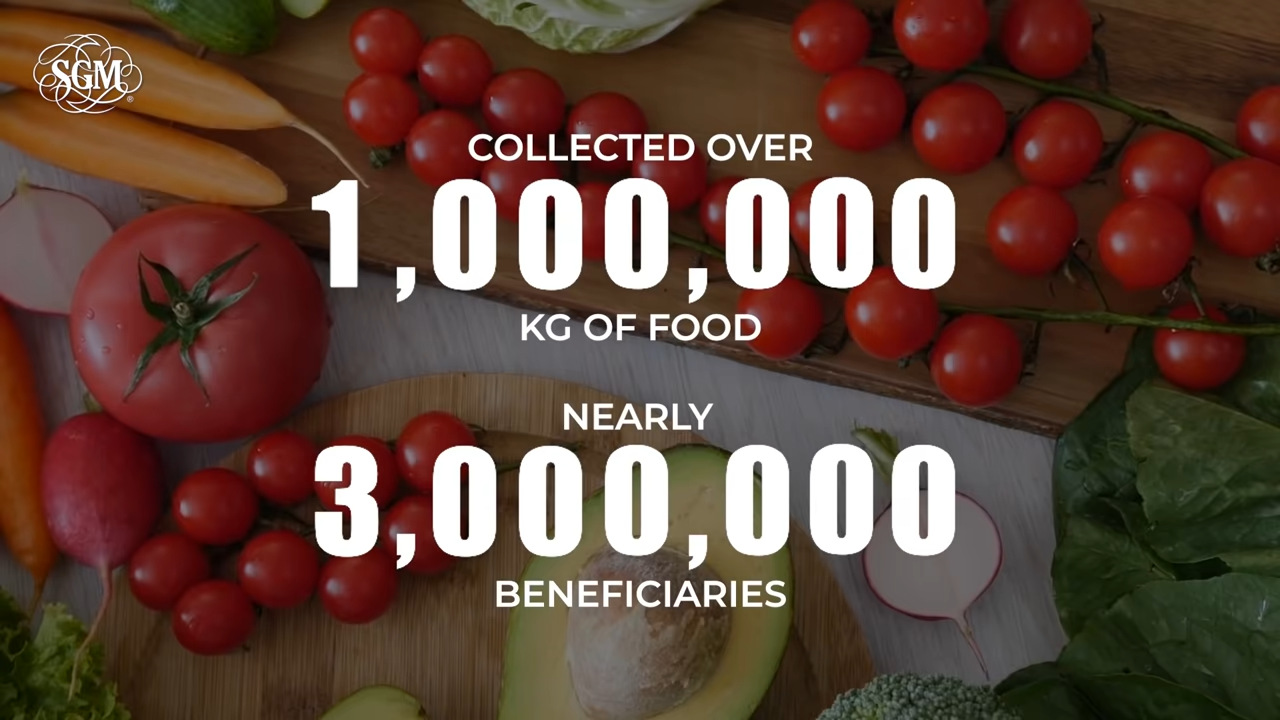 SGM®
COLLECTED OVER
1,000,000
KG OF FOOD
NEARLY
3,000,000
BENEFICIARIES